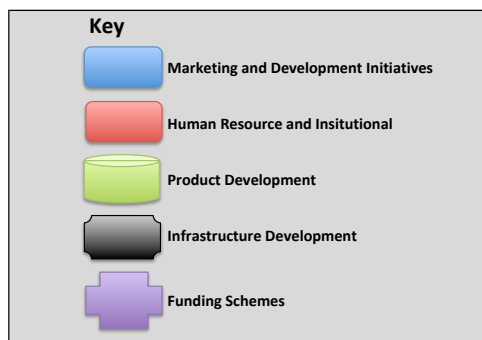 Key
Marketing and Development Initiatives
Human Resource and Insitutional
Product Development
Infrastructure Development
Funding Schemes